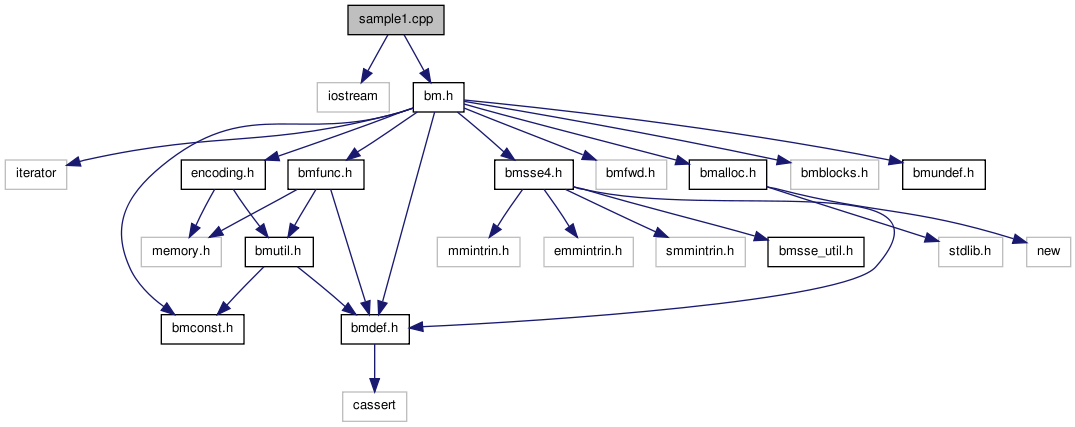 sample1.cpp
iostream
bm.h
iterator
encoding.h
bmfunc.h
bmsse4.h
bmfwd.h
bmalloc.h
bmblocks.h
bmundef.h
memory.h
bmutil.h
mmintrin.h
emmintrin.h
smmintrin.h
bmsse_util.h
stdlib.h
new
bmconst.h
bmdef.h
cassert